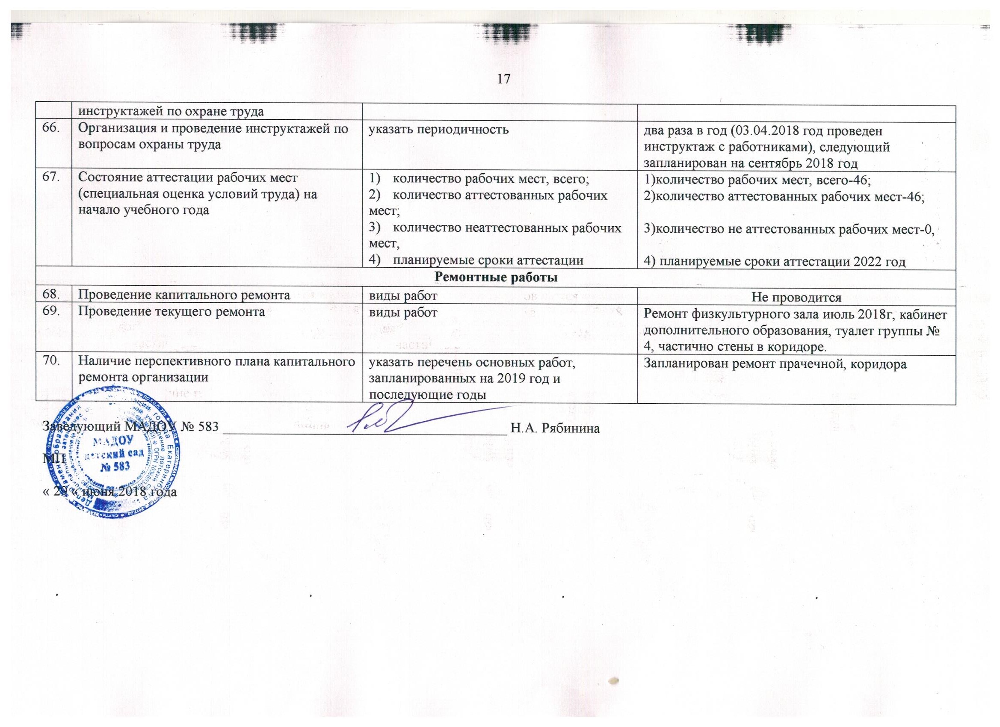 17
инструктажей по охране труда
66. Организация и проведение инструктажей по
вопросам охраны труда
указать периодичность
два раза в год (03.04.2018 год проведен
инструктаж с работниками), следующий
запланирован на сентябрь 2018 год
67. Состояние аттестации рабочих мест
(специальная оценка условий труда) на
начало учебного года
1) количество рабочих мест, всего;
2) количество аттестованных рабочих
мест;
3) количество неаттестованных рабочих
мест,
4) планируемые сроки аттестации
1)количество рабочих мест, всего-46;
2)количество аттестованных рабочих мест-46;
3)количество не аттестованных рабочих мест-0,
4) планируемые сроки аттестации 2022 год
Ремонтные работы
68. Проведение капитального ремонта
виды работ
Не проводится
69. Проведение текущего ремонта
виды работ
Ремонт физкультурного зала июль 2018г, кабинет
дополнительного образования, туалет группы №
4, частично стены в коридоре.
70. Наличие перспективного плана капитального
ремонта организации
указать перечень основных работ,
запланированных на 2019 год и
последующие годы
Запланирован ремонт прачечной, коридора
Заведующий МАДОУ № 583 Н.А. Рябинина
МП
« 29 « июня 2018 года
МАДОУ
детский сад
№ 583